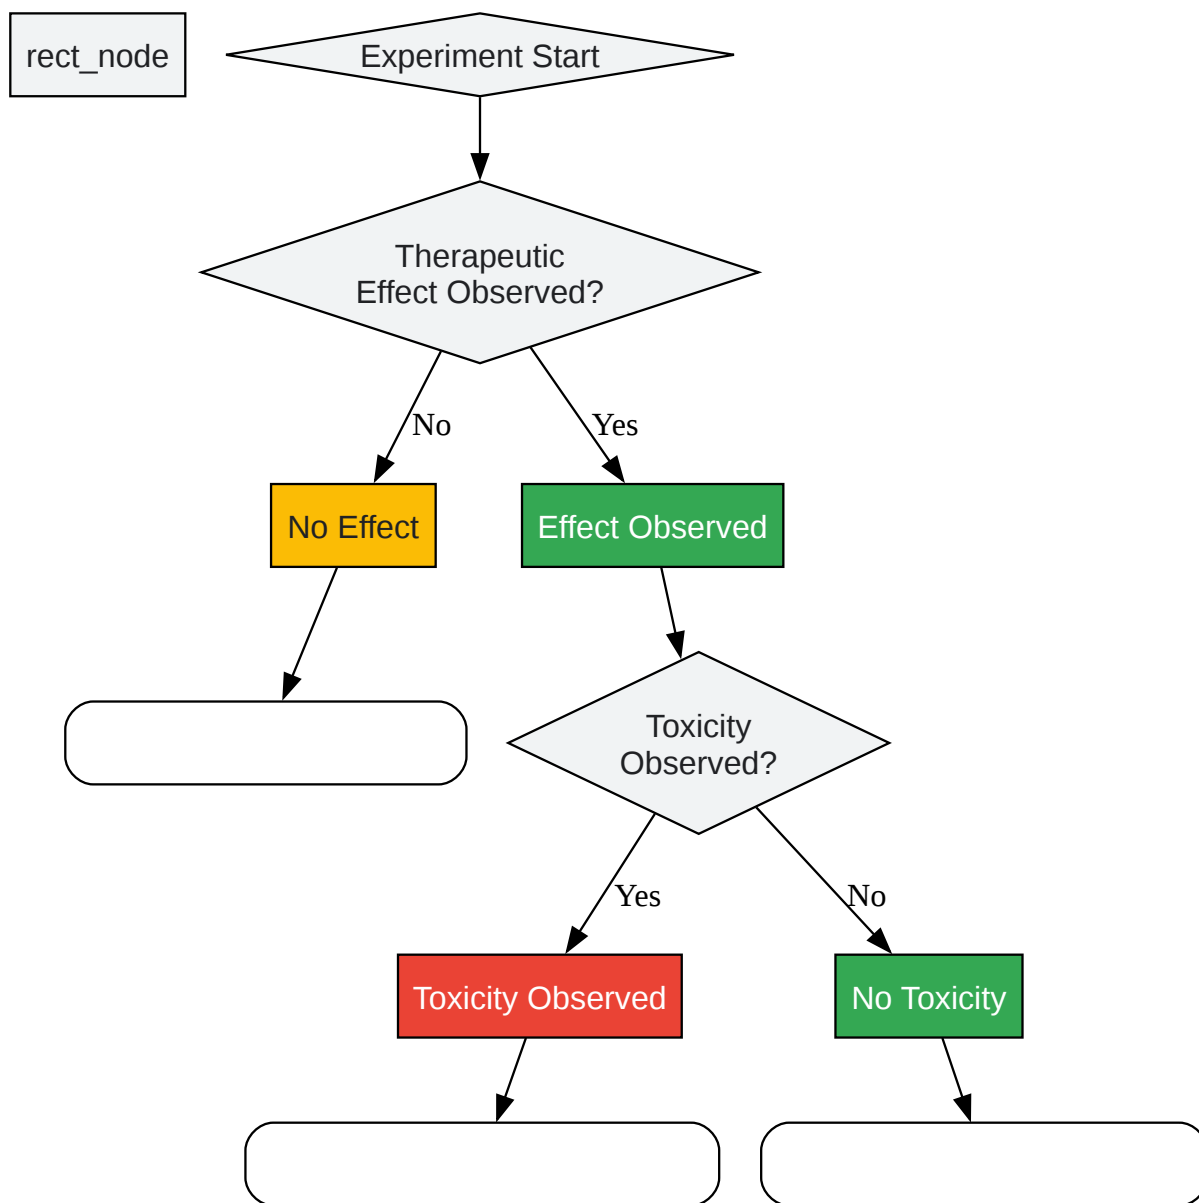 rect_node
Experiment Start
Therapeutic
Effect Observed?
No
Yes
No Effect
Effect Observed
Toxicity
Observed?
Yes
No
Toxicity Observed
No Toxicity